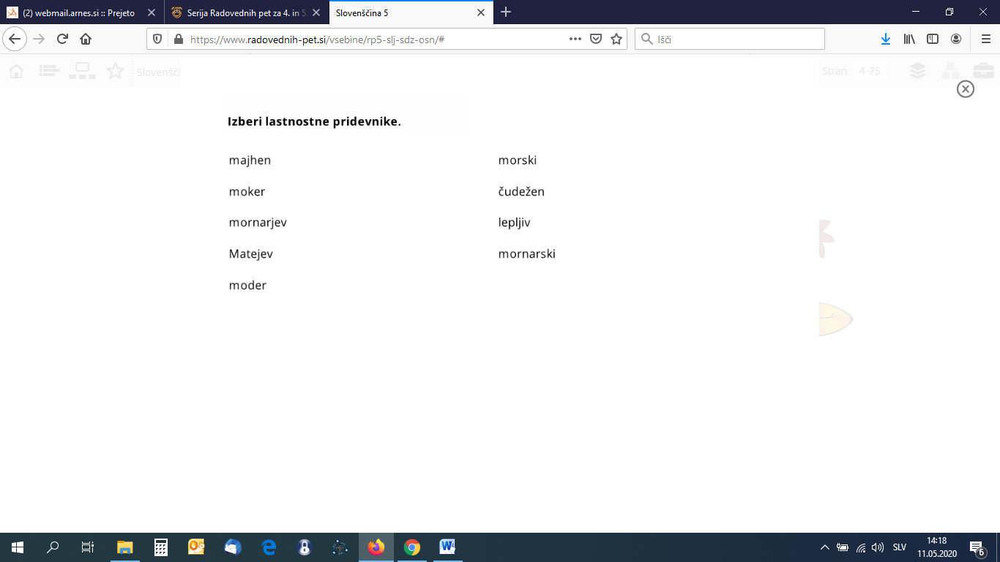 (2) webmail.arnes.si :: Prejeto
Serija Radovednih pet za 4. in 5.
Slovenščina 5
https://www.radovednih-pet.si/vsebine/rp5-slj-sdz-osn/#
Išči
Slovenšči
Stran: 4-75
Izberi lastnostne pridevnike.
majhen
moker
mornarjev
Matejev
moder
morski
čudežen
lepljiv
mornarski
SLV
14:18
11.05.2020
6